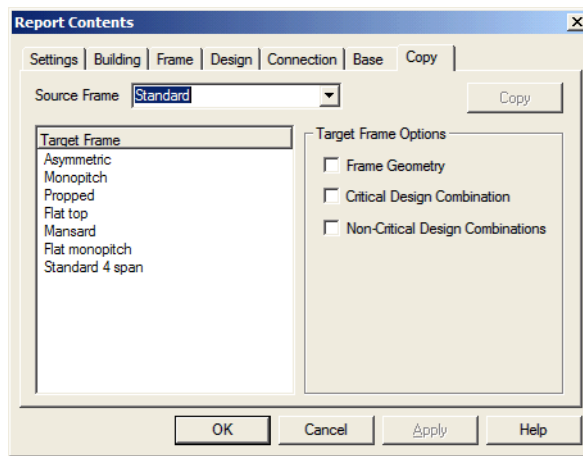 Report Contents
Settings Building Frame Design Connection Base Copy
Source Frame Standard Copy
Target Frame
Asymmetric
Monopitch
Propped
Flat top
Mansard
Flat monopitch
Standard 4 span
Target Frame Options
Frame Geometry
Critical Design Combination
Non-Critical Design Combinations
OK Cancel Apply Help